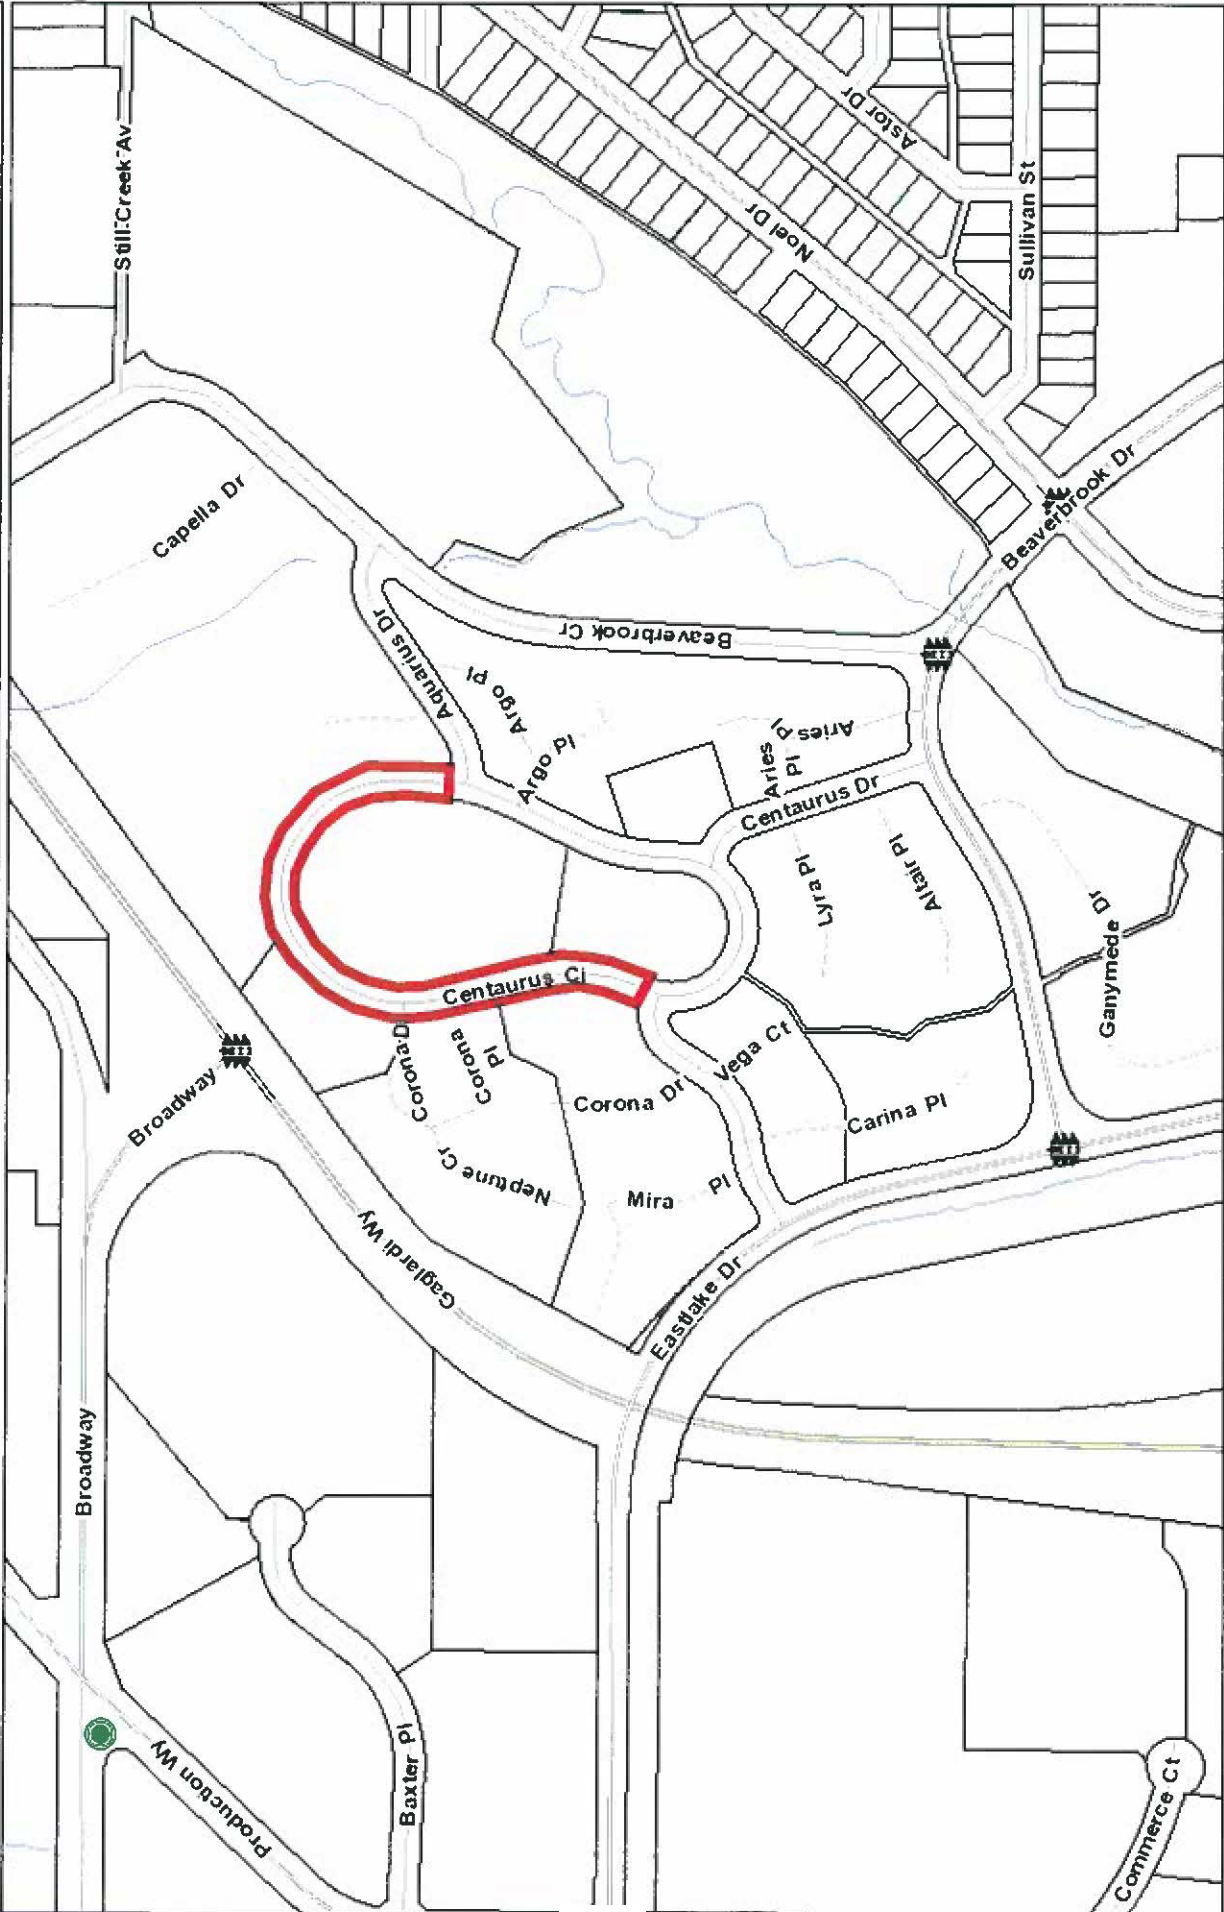 Astor Dr
Still Creek Av
Sullivan St
Noel Dr
Capella Dr
Beaverbrook Dr
Beaverbrook Cr
Aquarius Dr
Argo Pl
Argo Pl
Aries Pl
Aries
Pl
Centaurus Dr
Lyra Pl
Altair Pl
Ganymede Dr
Centaurus Ci
Corona D
Corona
Pl
Vega Ct
Corona Dr
Carina Pl
Broadway
Neptune Cr
Mira Pl
Gaglardi Wy
Eastlake Dr
Broadway
Production Wy
Baxter Pl
Commerce Ct